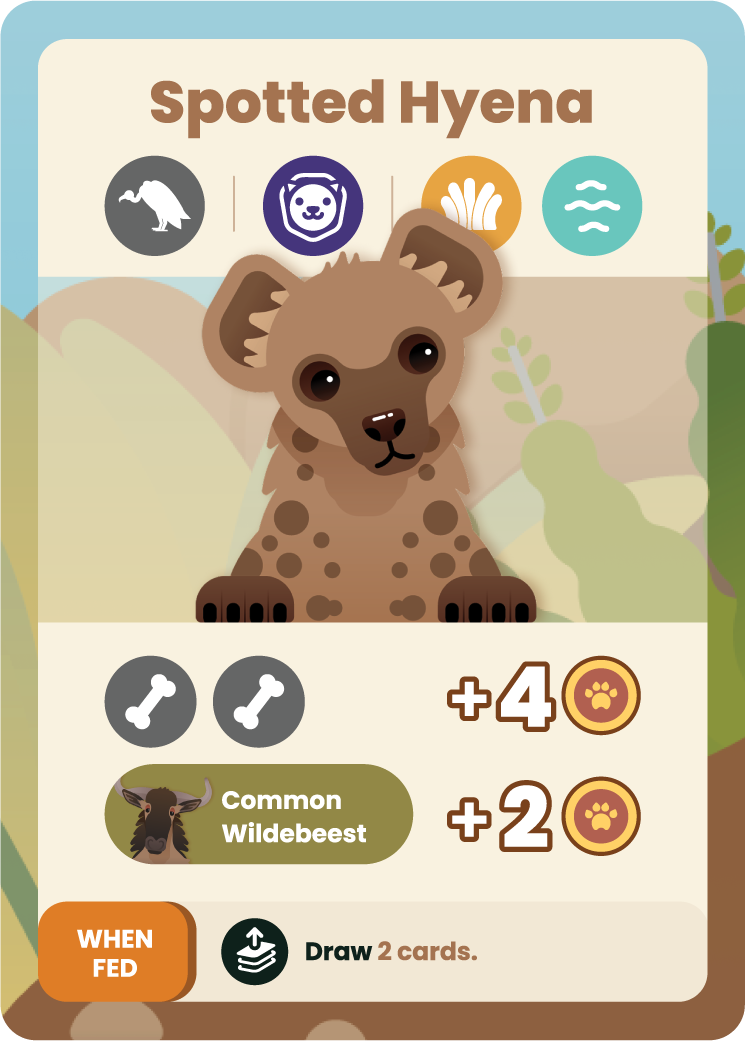 Spotted Hyena
+4
Common
Wildebeest
+2
WHEN
FED
Draw 2 cards.